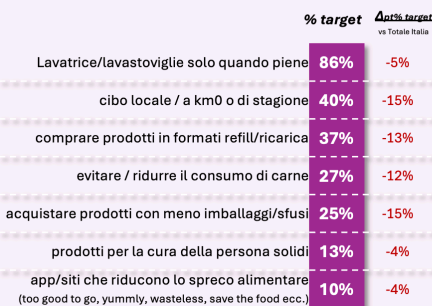 % target Δpt% target
vs Totale Italia
Lavatrice/lavastoviglie solo quando piene 86% -5%
cibo locale / a km0 o di stagione 40% -15%
comprare prodotti in formati refill/ricarica 37% -13%
evitare / ridurre il consumo di carne 27% -12%
acquistare prodotti con meno imballaggi/sfusi 25% -15%
prodotti per la cura della persona solidi 13% -4%
app/siti che riducono lo spreco alimentare 10% -4%
(too good to go, yummly, wasteless, save the food ecc.)